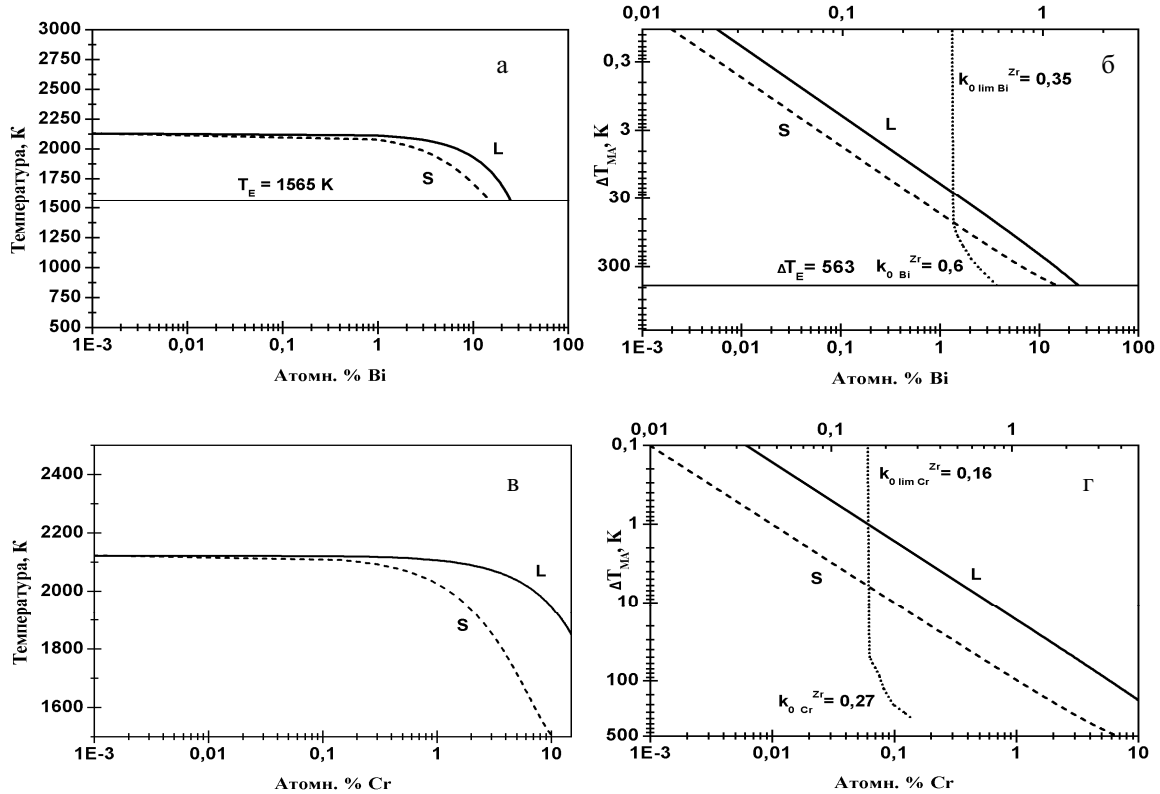 3000
2750
2500
2250
2000
1750
1500
1250
1000
750
500
Температура, К
а
L
S
T_E = 1565 K
1E-3 0,01 0,1 1 10 100
Атомн. % Bi
0,01 0,1 1
0,3
3
30
300
ΔT_MA, K
б
k_0 lim Bi^Zr = 0,35
L
S
ΔT_E = 563 k_0 Bi^Zr = 0,6
1E-3 0,01 0,1 1 10 100
Атомн. % Bi
2400
2200
2000
1800
1600
Температура, К
в
L
S
1E-3 0,01 0,1 1 10
Атомн. % Cr
0,01 0,1 1
0,1
1
10
100
500
ΔT_MA, K
г
k_0 lim Cr^Zr = 0,16
L
S
k_0 Cr^Zr = 0,27
1E-3 0,01 0,1 1 10
Атомн. % Cr